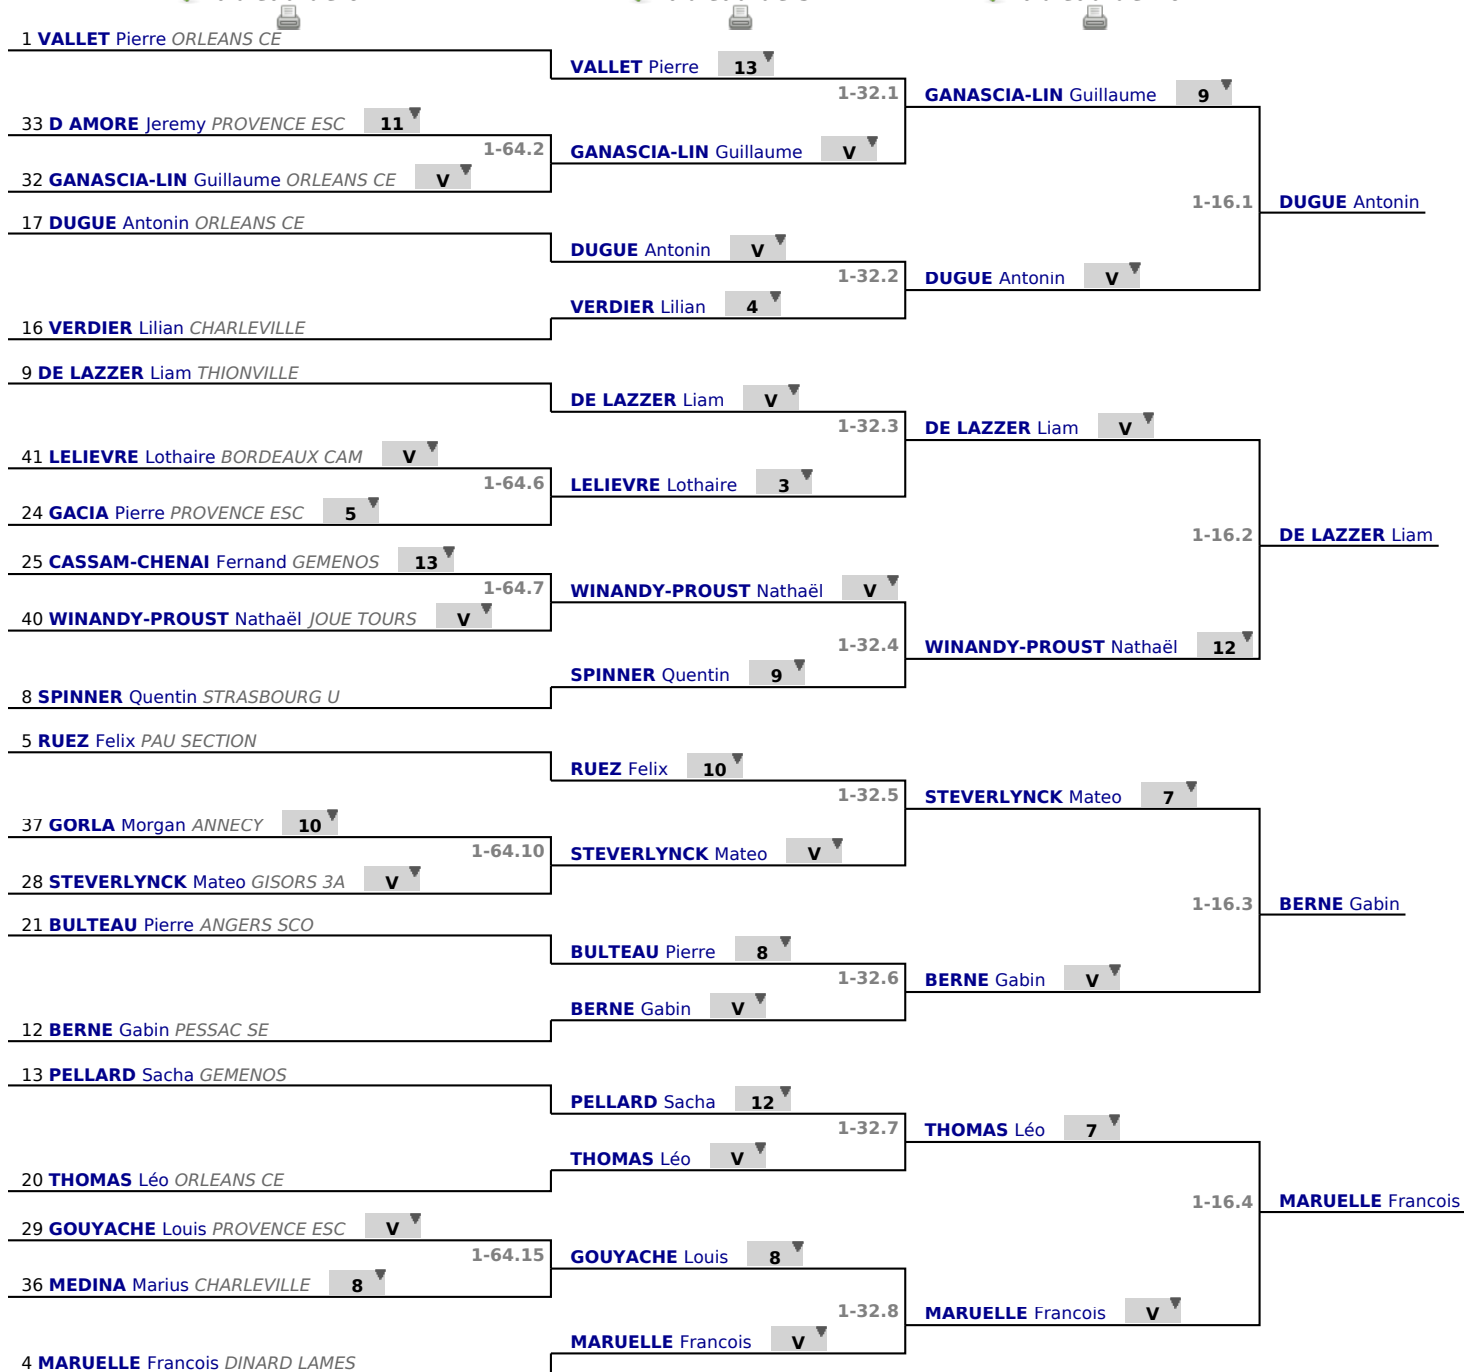 1 VALLET Pierre ORLEANS CE
33 D AMORE Jeremy PROVENCE ESC 11
1-64.2
32 GANASCIA-LIN Guillaume ORLEANS CE V
17 DUGUE Antonin ORLEANS CE
16 VERDIER Lilian CHARLEVILLE
9 DE LAZZER Liam THIONVILLE
41 LELIEVRE Lothaire BORDEAUX CAM V
1-64.6
24 GACIA Pierre PROVENCE ESC 5
25 CASSAM-CHENAI Fernand GEMENOS 13
1-64.7
40 WINANDY-PROUST Nathaël JOUE TOURS V
8 SPINNER Quentin STRASBOURG U
5 RUEZ Felix PAU SECTION
37 GORLA Morgan ANNECY 10
1-64.10
28 STEVERLYNCK Mateo GISORS 3A V
21 BULTEAU Pierre ANGERS SCO
12 BERNE Gabin PESSAC SE
13 PELLARD Sacha GEMENOS
20 THOMAS Léo ORLEANS CE
29 GOUYACHE Louis PROVENCE ESC V
1-64.15
36 MEDINA Marius CHARLEVILLE 8
4 MARUELLE Francois DINARD LAMES
VALLET Pierre 13
1-32.1
GANASCIA-LIN Guillaume V
DUGUE Antonin V
1-32.2
VERDIER Lilian 4
DE LAZZER Liam V
1-32.3
LELIEVRE Lothaire 3
WINANDY-PROUST Nathaël V
1-32.4
SPINNER Quentin 9
RUEZ Felix 10
1-32.5
STEVERLYNCK Mateo V
BULTEAU Pierre 8
1-32.6
BERNE Gabin V
PELLARD Sacha 12
1-32.7
THOMAS Léo V
GOUYACHE Louis 8
1-32.8
MARUELLE Francois V
GANASCIA-LIN Guillaume 9
1-16.1
DUGUE Antonin V
DE LAZZER Liam V
1-16.2
WINANDY-PROUST Nathaël 12
STEVERLYNCK Mateo 7
1-16.3
BERNE Gabin V
THOMAS Léo 7
1-16.4
MARUELLE Francois V
DUGUE Antonin
DE LAZZER Liam
BERNE Gabin
MARUELLE Francois